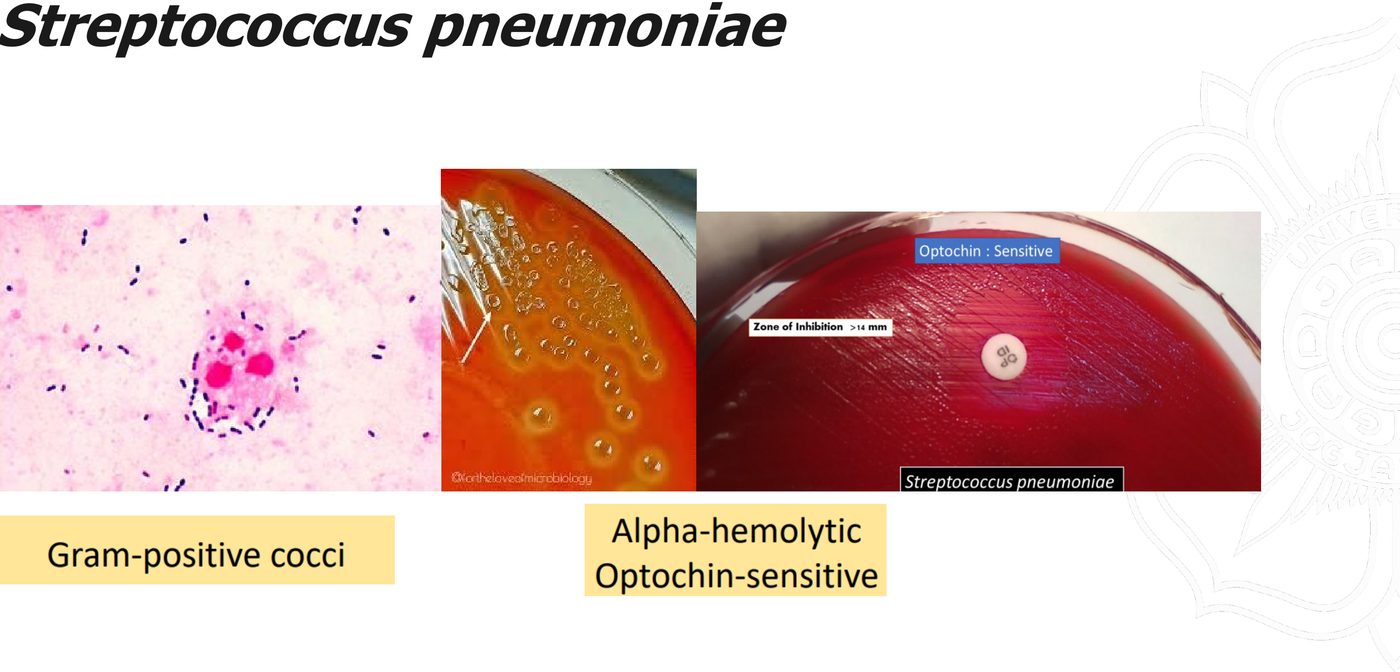 Streptococcus pneumoniae
Optochin : Sensitive
Zone of Inhibition >14 mm
OP
ID
@fortheloveofmicrobiology
Streptococcus pneumoniae
Gram-positive cocci
Alpha-hemolytic
Optochin-sensitive